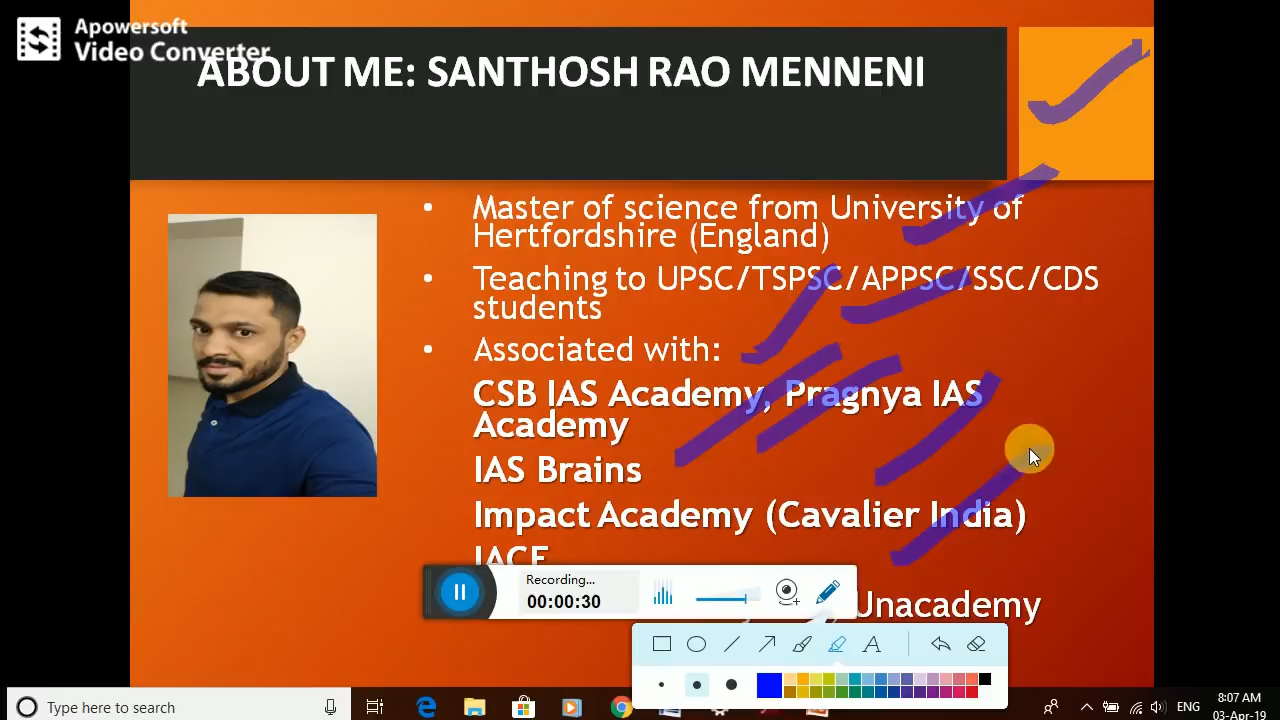 Apowersoft
Video Converter
ABOUT ME: SANTHOSH RAO MENNENI
• Master of science from University of
Hertfordshire (England)
• Teaching to UPSC/TSPSC/APPSC/SSC/CDS
students
• Associated with:
CSB IAS Academy, Pragnya IAS
Academy
IAS Brains
Impact Academy (Cavalier India)
IACE
Unacademy
Recording...
00:00:30
A
Type here to search
ENG
8:07 AM
03-Apr-19